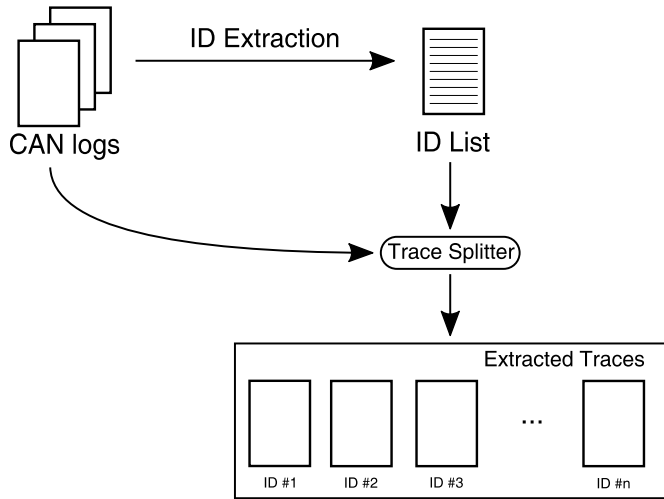 ID Extraction
CAN logs
ID List
Trace Splitter
Extracted Traces
...
ID #1
ID #2
ID #3
ID #n